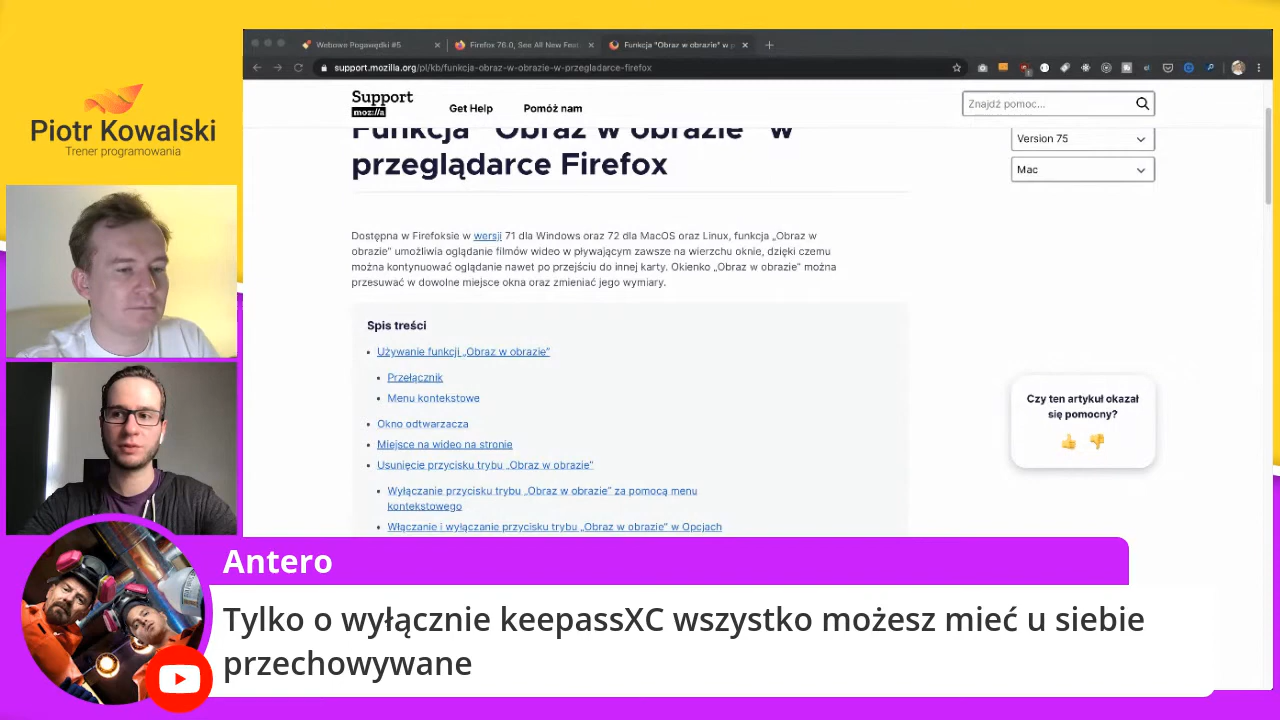 Piotr Kowalski
Trener programowania
Webowe Pogawędki #5
Firefox 76.0, See All New Feat
Funkcja "Obraz w obrazie" w p
support.mozilla.org/pl/kb/funkcja-obraz-w-obrazie-w-przegladarce-firefox
Support
moz://a
Get Help
Pomóż nam
Znajdź pomoc...
Funkcja "Obraz w obrazie" w
przeglądarce Firefox
Version 75
Mac
Dostępna w Firefoksie w wersji 71 dla Windows oraz 72 dla MacOS oraz Linux, funkcja „Obraz w
obrazie” umożliwia oglądanie filmów wideo w pływającym zawsze na wierzchu oknie, dzięki czemu
można kontynuować oglądanie nawet po przejściu do innej karty. Okienko „Obraz w obrazie” można
przesuwać w dowolne miejsce okna oraz zmieniać jego wymiary.
Spis treści
Używanie funkcji „Obraz w obrazie”
Przełącznik
Menu kontekstowe
Okno odtwarzacza
Miejsce na wideo na stronie
Usunięcie przycisku trybu „Obraz w obrazie”
Wyłączanie przycisku trybu „Obraz w obrazie” za pomocą menu
kontekstowego
Włączanie i wyłączanie przycisku trybu „Obraz w obrazie” w Opcjach
Czy ten artykuł okazał
się pomocny?
Antero
Tylko o wyłącznie keepassXC wszystko możesz mieć u siebie
przechowywane